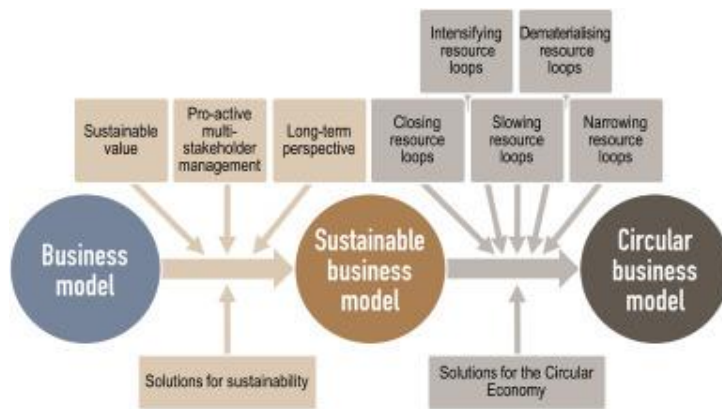 Intensifying
resource
loops
Dematerialising
resource
loops
Sustainable
value
Pro-active
multi-
stakeholder
management
Long-term
perspective
Closing
resource
loops
Slowing
resource
loops
Narrowing
resource
loops
Business
model
Sustainable
business
model
Circular
business
model
Solutions for sustainability
Solutions for the Circular
Economy